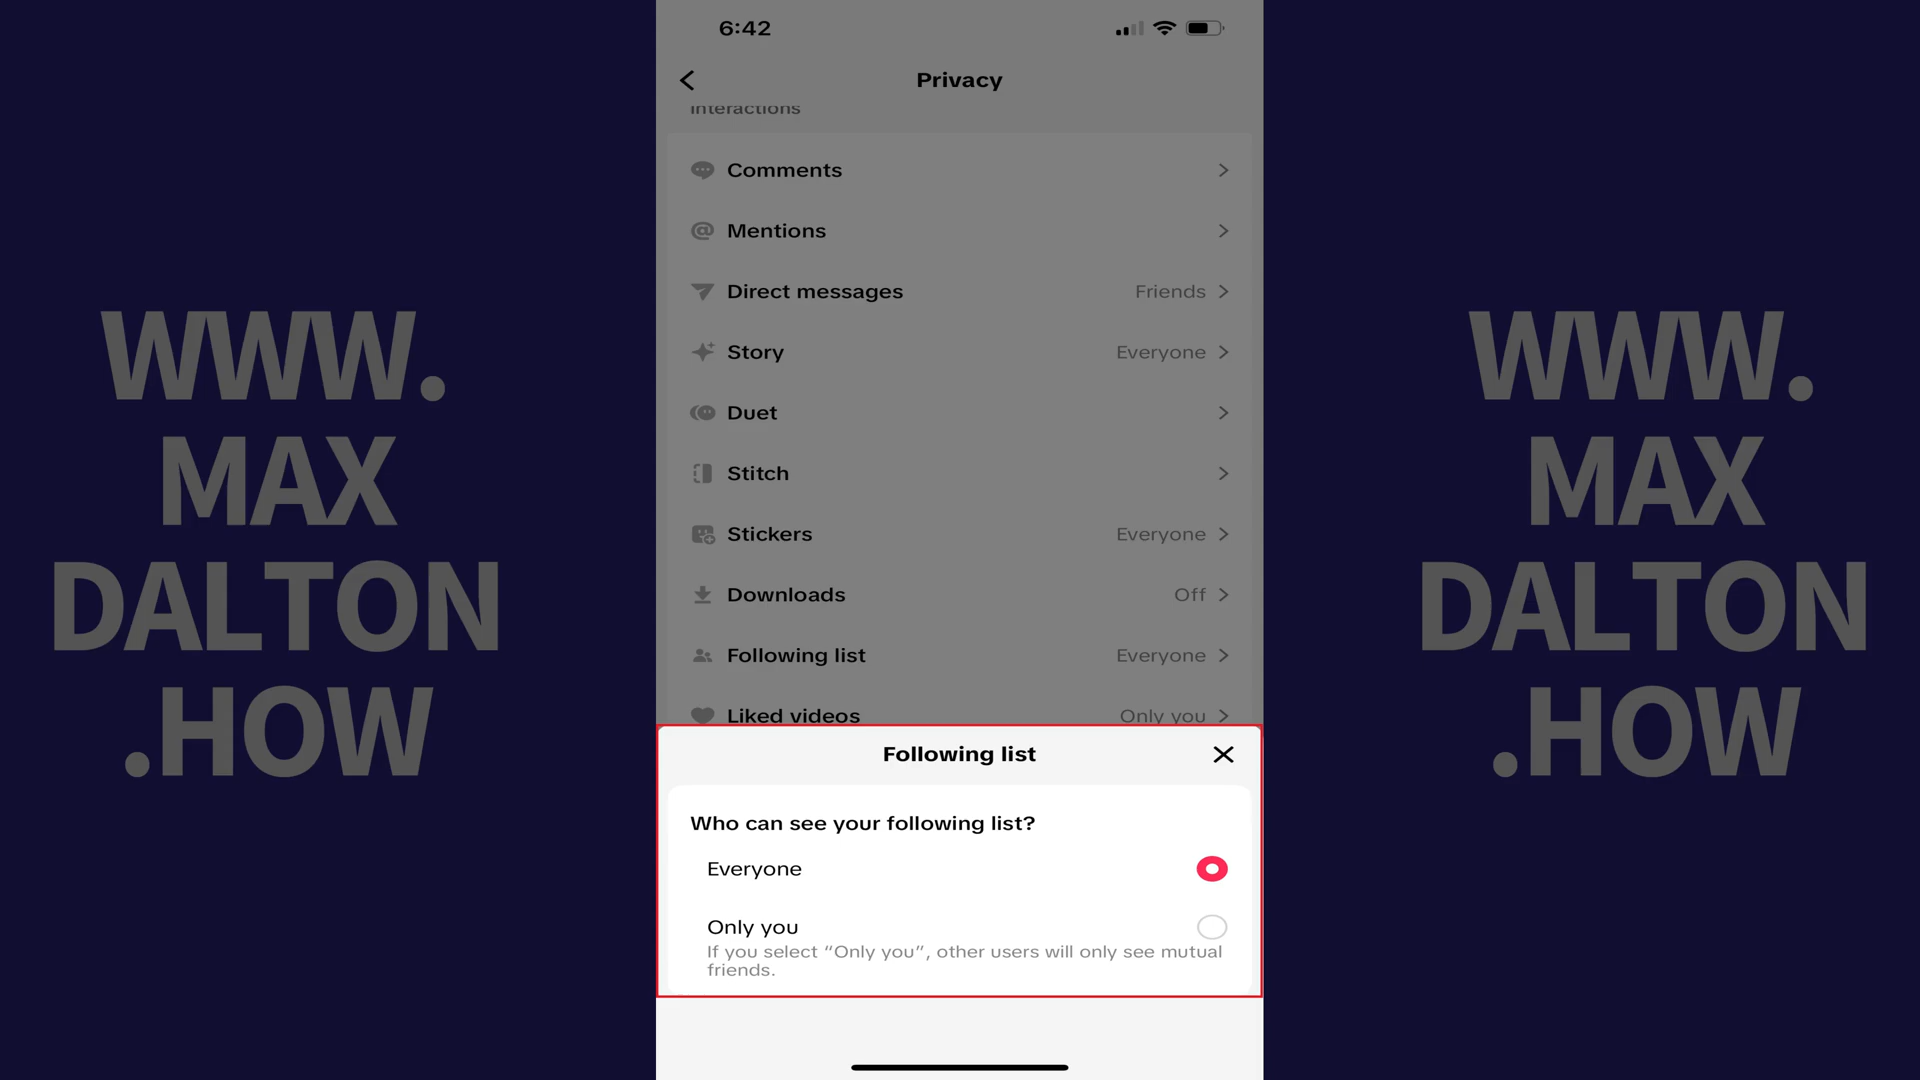 6:42
Privacy
Interactions
Comments
Mentions
Direct messages Friends
Story Everyone
Duet
Stitch
Stickers Everyone
Downloads Off
Following list Everyone
Liked videos Only you
Following list
Who can see your following list?
Everyone
Only you
If you select “Only you”, other users will only see mutual
friends.
WWW.
MAX
DALTON
.HOW
WWW.
MAX
DALTON
.HOW